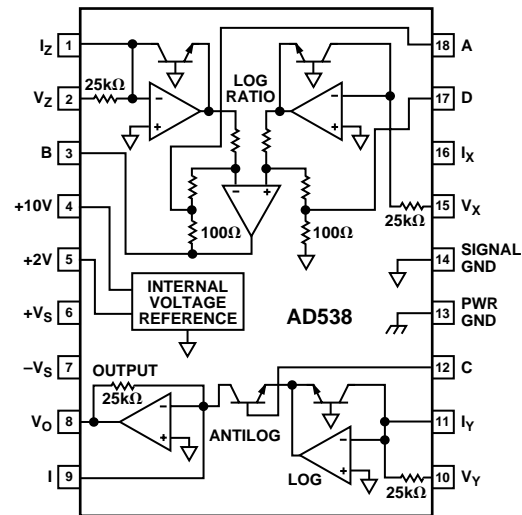 I_Z 1
25kΩ
V_Z 2
B 3
+10V 4
+2V 5
+V_S 6
–V_S 7
V_O 8
I 9
LOG
RATIO
100Ω
100Ω
INTERNAL
VOLTAGE
REFERENCE
AD538
OUTPUT
25kΩ
ANTILOG
LOG
25kΩ
25kΩ
18 A
17 D
16 I_X
15 V_X
14 SIGNAL
GND
13 PWR
GND
12 C
11 I_Y
10 V_Y